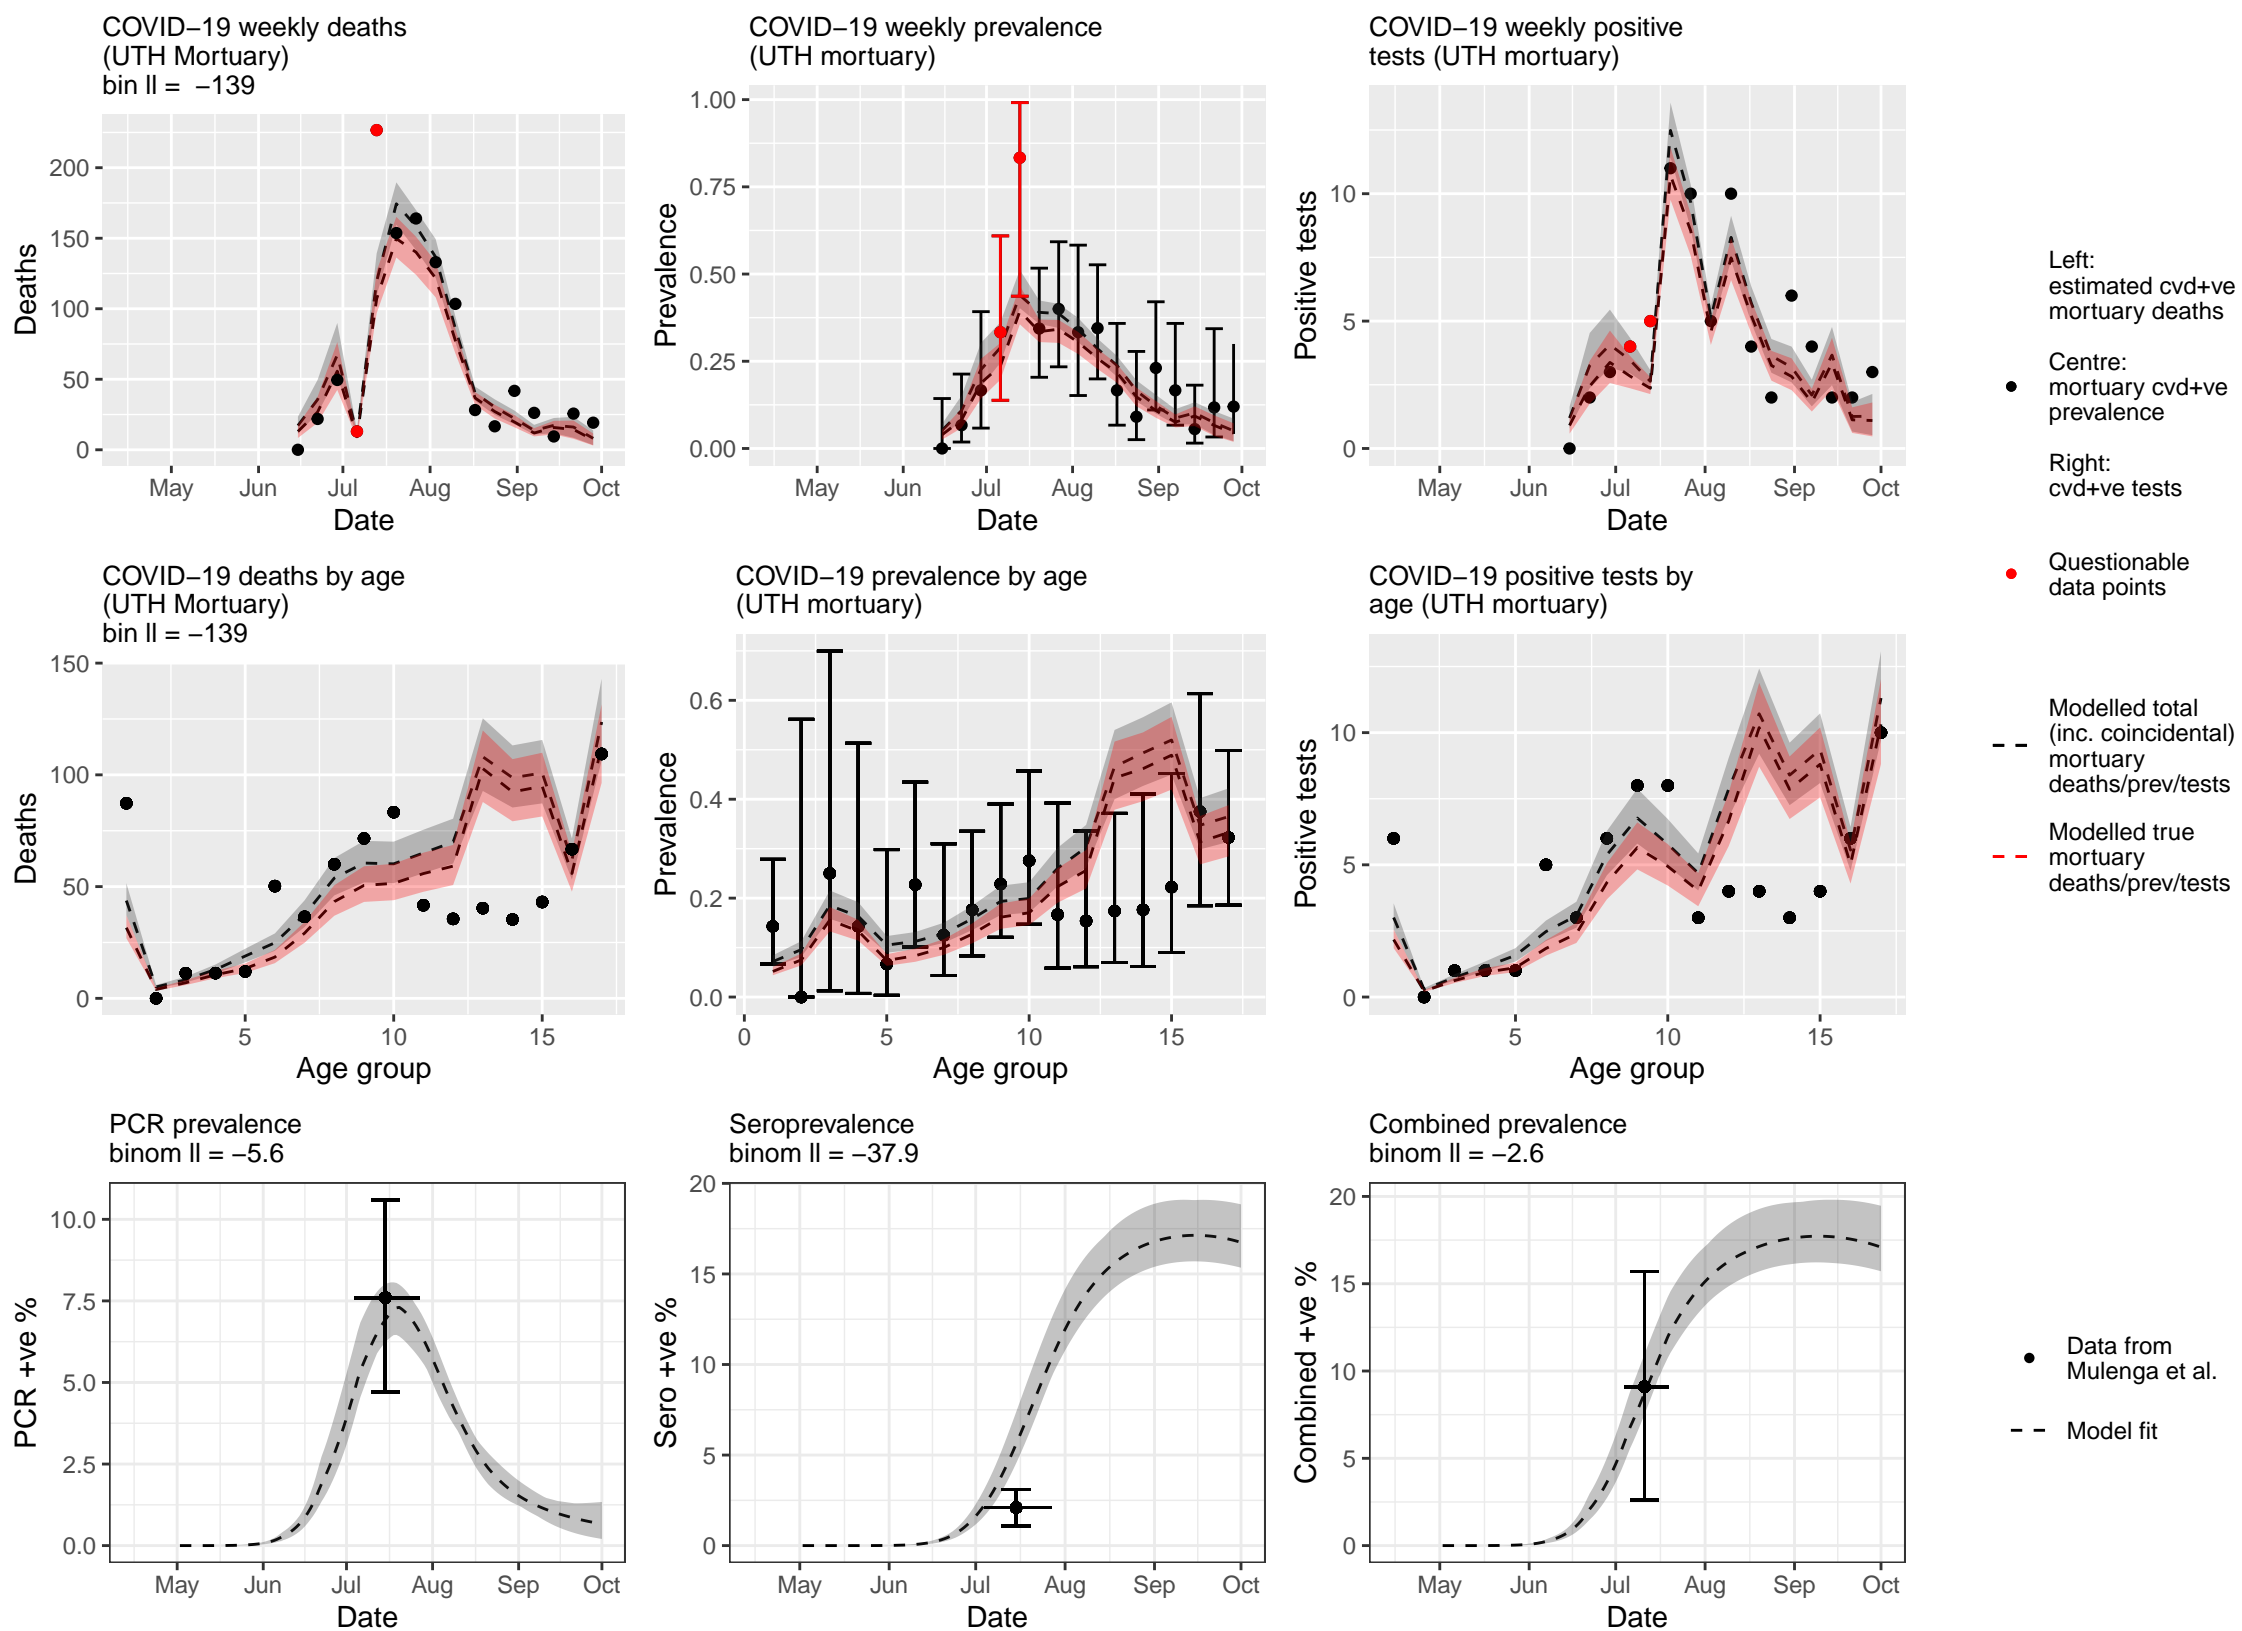 COVID−19 weekly deaths
(UTH Mortuary)
bin ll =  −139
Deaths
200
150
100
50
0
May
Jun
Jul
Aug
Sep
Oct
Date
COVID−19 weekly prevalence
(UTH mortuary)
Prevalence
1.00
0.75
0.50
0.25
0.00
May
Jun
Jul
Aug
Sep
Oct
Date
COVID−19 weekly positive
tests (UTH mortuary)
Positive tests
10
5
0
May
Jun
Jul
Aug
Sep
Oct
Date
Left:
estimated cvd+ve
mortuary deaths
Centre:
mortuary cvd+ve
prevalence
Right:
cvd+ve tests
Questionable
data points
Modelled total
(inc. coincidental)
mortuary
deaths/prev/tests
Modelled true
mortuary
deaths/prev/tests
COVID−19 deaths by age
(UTH Mortuary)
bin ll = −139
Deaths
150
100
50
0
5
10
15
Age group
COVID−19 prevalence by age
(UTH mortuary)
Prevalence
0.6
0.4
0.2
0.0
0
5
10
15
Age group
COVID−19 positive tests by
age (UTH mortuary)
Positive tests
10
5
0
5
10
15
Age group
PCR prevalence
binom ll = −5.6
PCR +ve %
10.0
7.5
5.0
2.5
0.0
May
Jun
Jul
Aug
Sep
Oct
Date
Seroprevalence
binom ll = −37.9
Sero +ve %
20
15
10
5
0
May
Jun
Jul
Aug
Sep
Oct
Date
Combined prevalence
binom ll = −2.6
Combined +ve %
20
15
10
5
0
May
Jun
Jul
Aug
Sep
Oct
Date
Data from
Mulenga et al.
Model fit